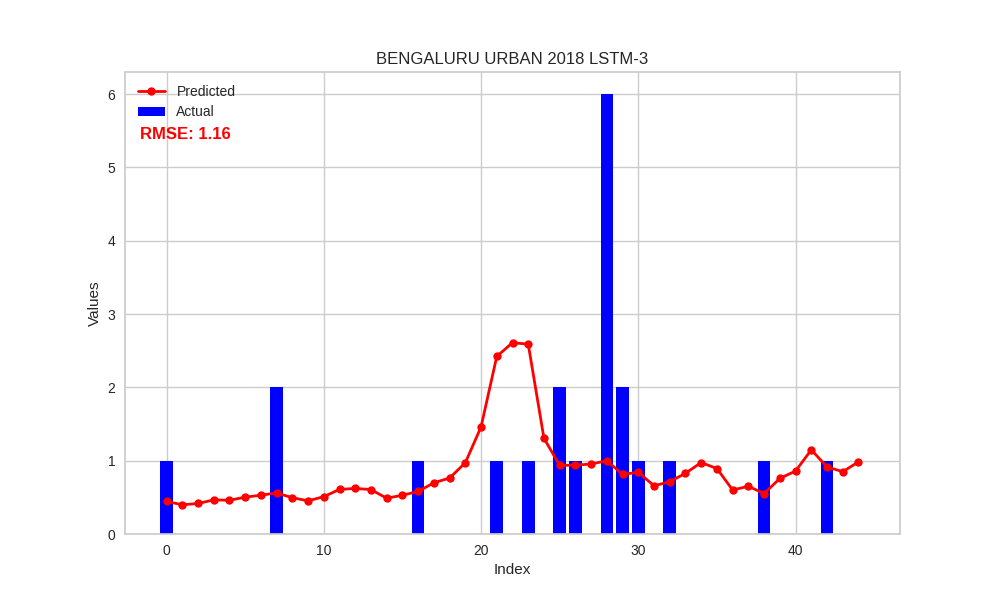 BENGALURU URBAN 2018 LSTM-3
Predicted
Actual
RMSE: 1.16
6
5
4
3
2
1
0
Values
0 10 20 30 40
Index